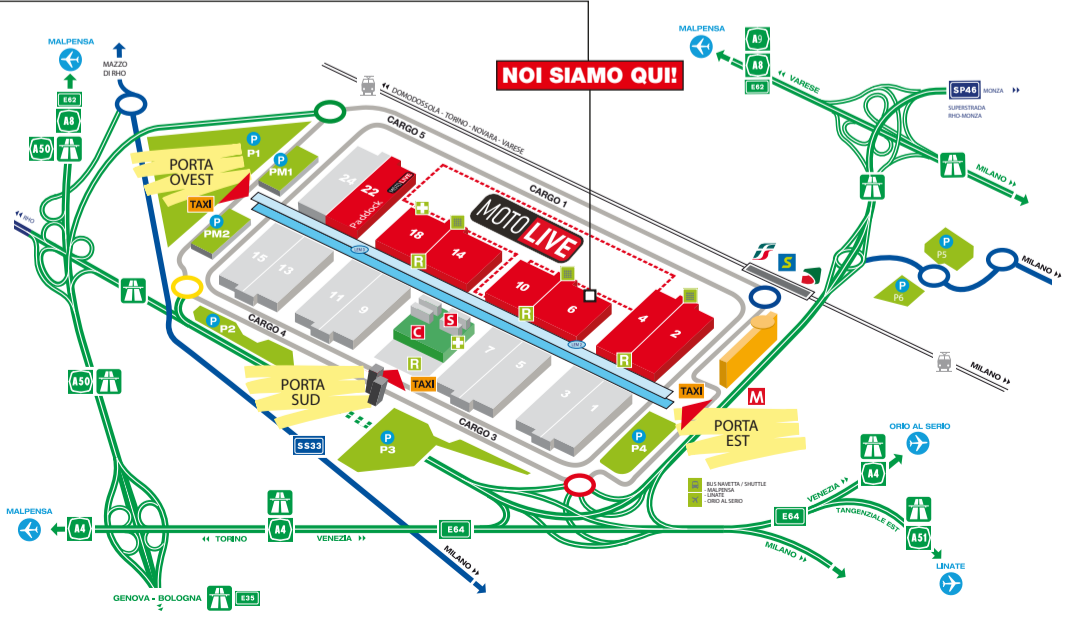 MALPENSA
MAZZO
DI RHO
E62
A8
A50
NOI SIAMO QUI!
MALPENSA
A9
A8
E62
VARESE
SP46
MONZA
SUPERSTRADA
RHO-MONZA
MILANO
DOMODOSSOLA - TORINO - NOVARA - VARESE
CARGO 5
CARGO 1
P
P1
PORTA
OVEST
TAXI
P
PM1
P
PM2
24
22
MOTO LIVE
Paddock
MOTO LIVE
18
14
R
10
6
R
4
2
R
15
13
11
9
C
S
R
7
5
3
1
S
P
P5
P
P6
MILANO
RHO
CARGO 4
P
P2
PORTA
SUD
TAXI
A50
SS33
CARGO 3
P
P3
P
P4
TAXI
M
PORTA
EST
MILANO
BUS NAVETTA / SHUTTLE
- MALPENSA
- LINATE
- ORIO AL SERIO
ORIO AL SERIO
A4
VENEZIA
TANGENZIALE EST
E64
A51
LINATE
MILANO
MALPENSA
A4
TORINO
A4
VENEZIA
E64
MILANO
GENOVA - BOLOGNA
E35